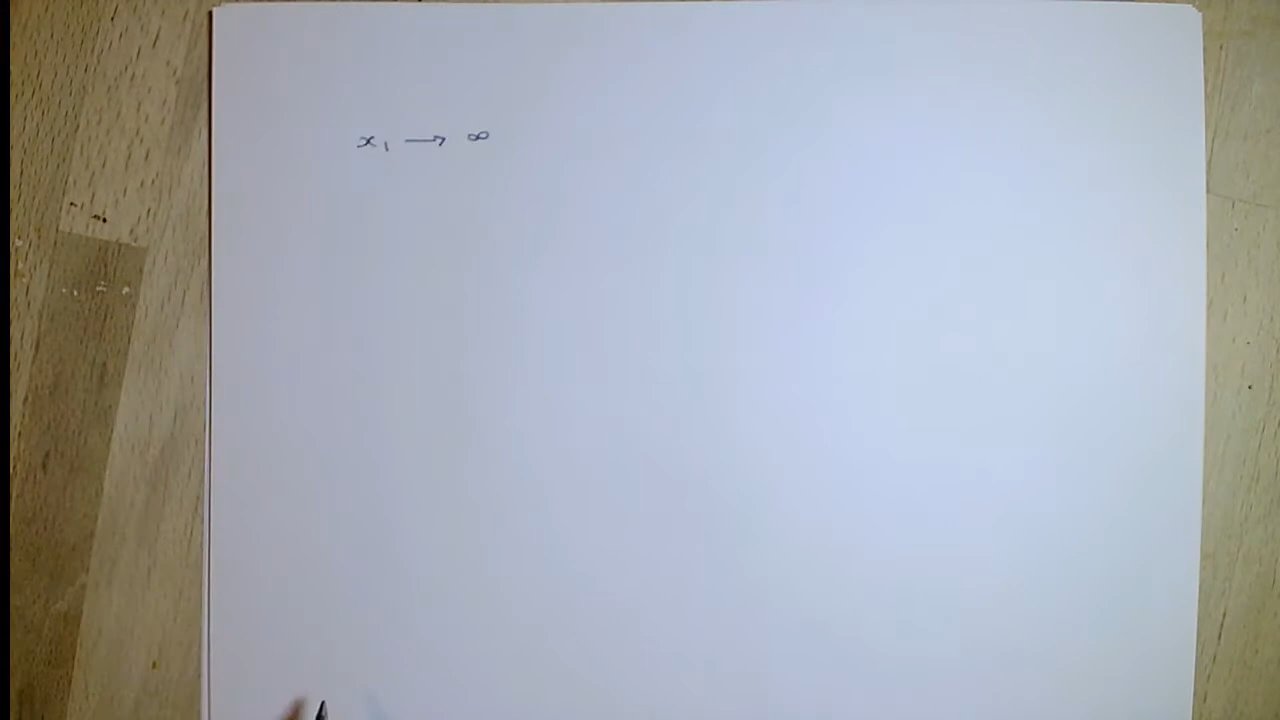 x₁ → ∞